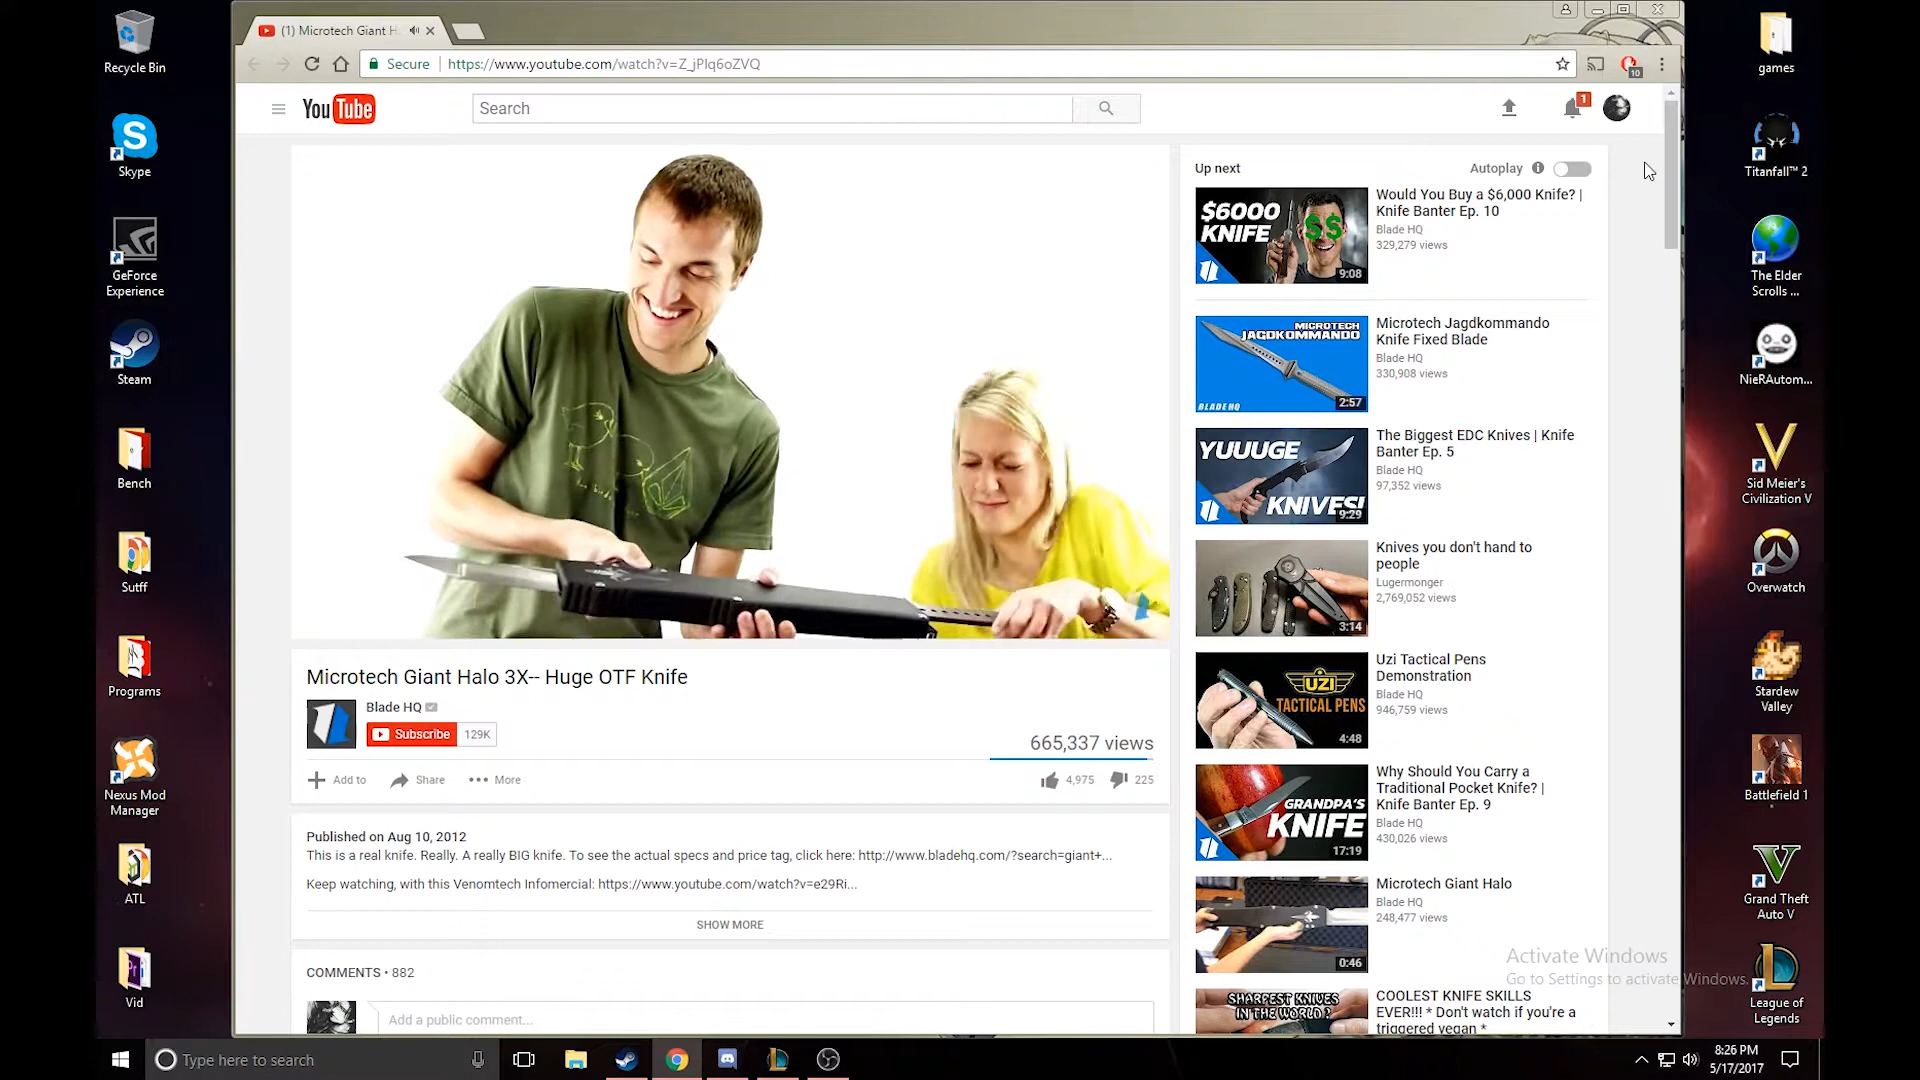 Recycle Bin
Skype
GeForce
Experience
Steam
Bench
Sutff
Programs
Nexus Mod
Manager
ATL
Vid
(1) Microtech Giant H
Secure
https://www.youtube.com/watch?v=Z_jPlq6oZVQ
10
YouTube
Search
1
Up next
Autoplay
$6000
KNIFE
9:08
Would You Buy a $6,000 Knife? |
Knife Banter Ep. 10
Blade HQ
329,279 views
MICROTECH
JAGDKOMMANDO
BLADE HQ
2:57
Microtech Jagdkommando
Knife Fixed Blade
Blade HQ
330,908 views
YUUUGE
KNIVES!
9:29
The Biggest EDC Knives | Knife
Banter Ep. 5
Blade HQ
97,352 views
3:14
Knives you don't hand to
people
Lugermonger
2,769,052 views
UZI
TACTICAL PENS
4:48
Uzi Tactical Pens
Demonstration
Blade HQ
946,759 views
GRANDPA'S
KNIFE
17:19
Why Should You Carry a
Traditional Pocket Knife? |
Knife Banter Ep. 9
Blade HQ
430,026 views
0:46
Microtech Giant Halo
Blade HQ
248,477 views
SHARPEST KNIVES
IN THE WORLD?
COOLEST KNIFE SKILLS
EVER!!! * Don't watch if you're a
triggered vegan *
Microtech Giant Halo 3X-- Huge OTF Knife
Blade HQ
Subscribe
129K
665,337 views
Add to
Share
More
4,975
225
Published on Aug 10, 2012
This is a real knife. Really. A really BIG knife. To see the actual specs and price tag, click here: http://www.bladehq.com/?search=giant+...
Keep watching, with this Venomtech Infomercial: https://www.youtube.com/watch?v=e29Ri...
SHOW MORE
COMMENTS • 882
Add a public comment...
Activate Windows
Go to Settings to activate Windows.
games
Titanfall™ 2
The Elder
Scrolls ...
NieRAutom...
Sid Meier's
Civilization V
Overwatch
Stardew
Valley
Battlefield 1
Grand Theft
Auto V
League of
Legends
Type here to search
8:26 PM
5/17/2017